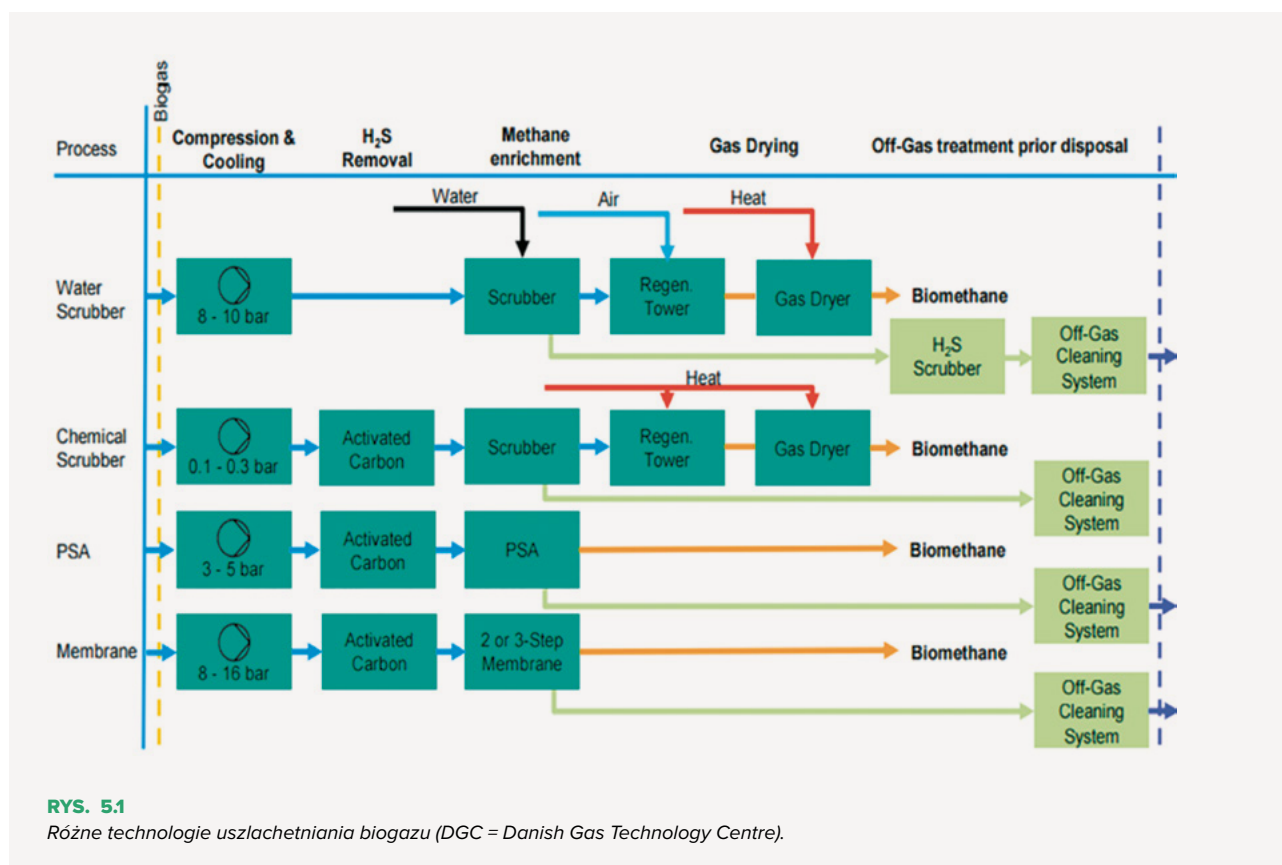 Biogas
Process
Compression &
Cooling
H₂S
Removal
Methane
enrichment
Gas Drying
Off-Gas treatment prior disposal
Water
Air
Heat
Water
Scrubber
8 - 10 bar
Scrubber
Regen.
Tower
Gas Dryer
Biomethane
H₂S
Scrubber
Off-Gas
Cleaning
System
Heat
Chemical
Scrubber
0.1 - 0.3 bar
Activated
Carbon
Scrubber
Regen.
Tower
Gas Dryer
Biomethane
Off-Gas
Cleaning
System
PSA
3 - 5 bar
Activated
Carbon
PSA
Biomethane
Off-Gas
Cleaning
System
Membrane
8 - 16 bar
Activated
Carbon
2 or 3-Step
Membrane
Biomethane
Off-Gas
Cleaning
System
RYS. 5.1
Różne technologie uszlachetniania biogazu (DGC = Danish Gas Technology Centre).